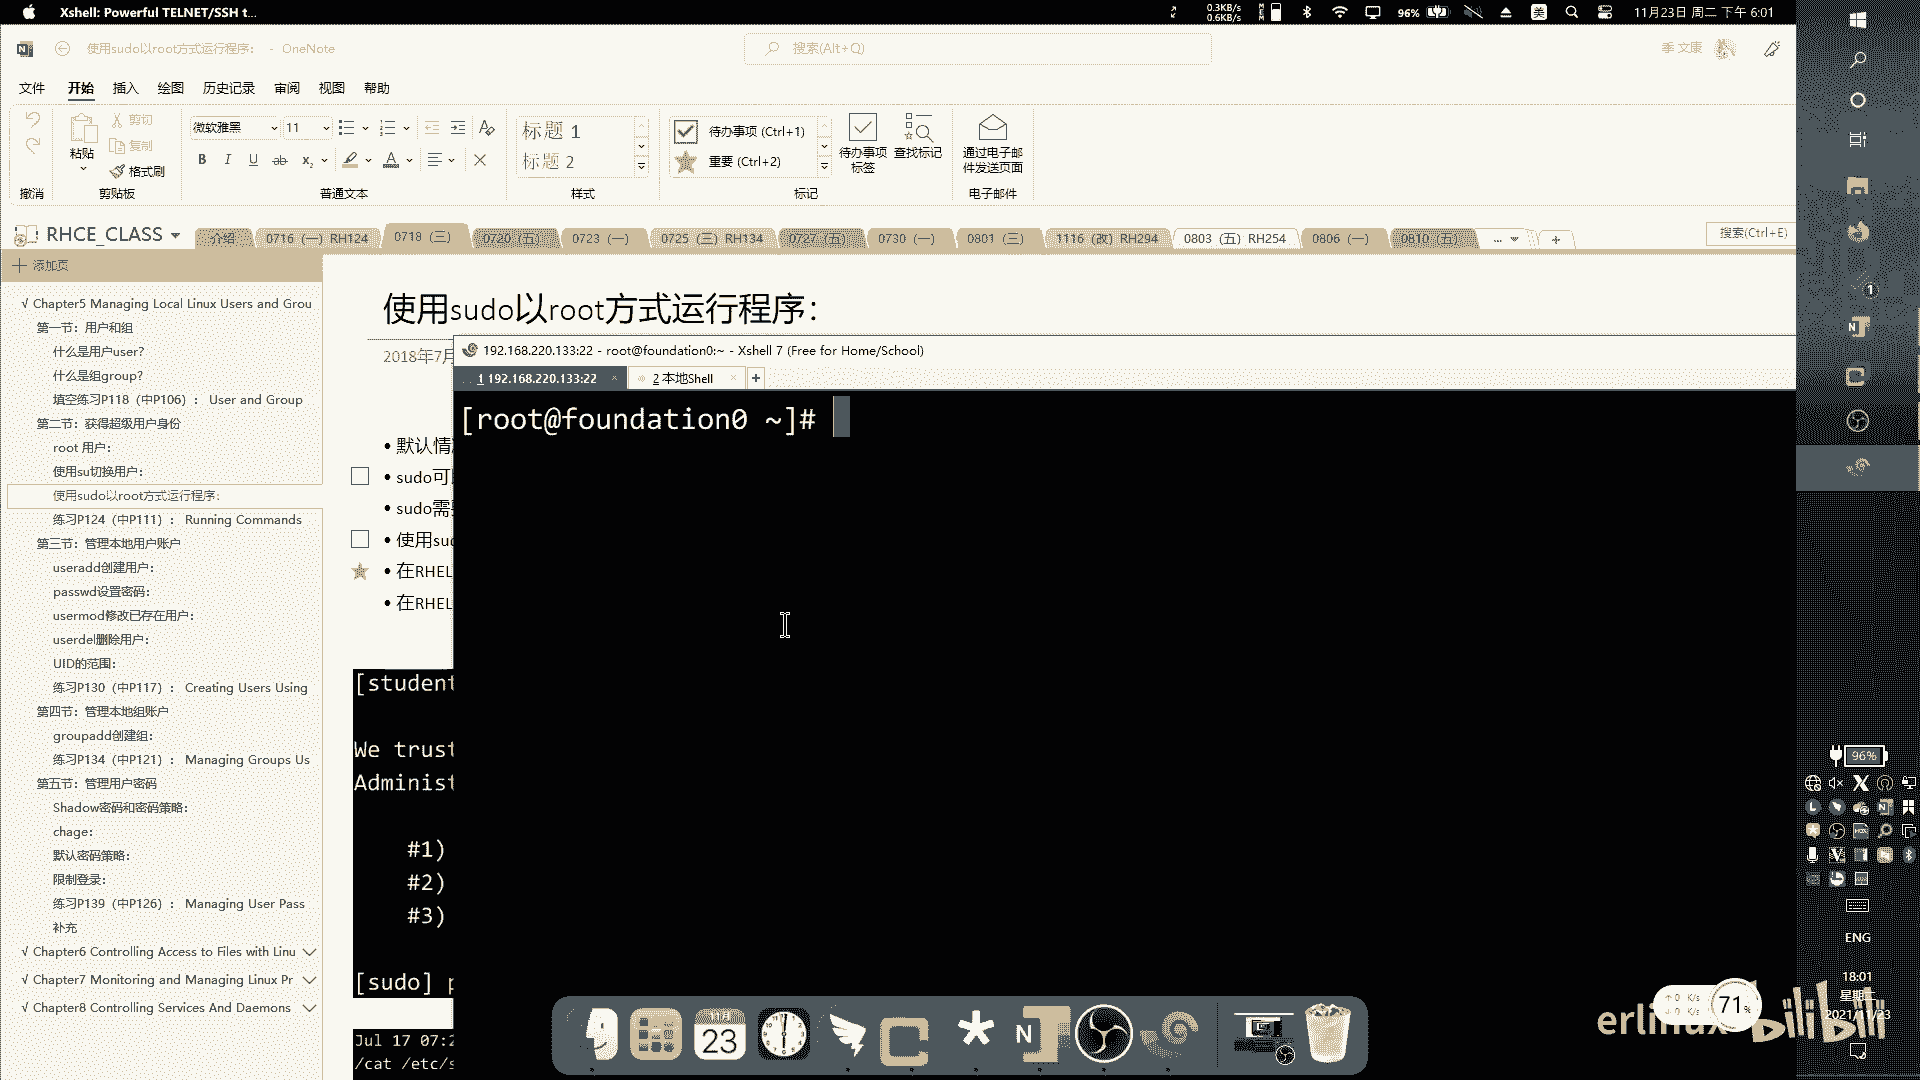 Xshell: Powerful TELNET/SSH t...
0.3KB/s
0.6KB/s
96%
美
11月23日 周二 下午 6:01
使用sudo以root方式运行程序： - OneNote
搜索(Alt+Q)
季 文康
文件 开始 插入 绘图 历史记录 审阅 视图 帮助
粘贴
剪切
复制
格式刷
微软雅黑 11
标题 1
标题 2
待办事项 (Ctrl+1)
重要 (Ctrl+2)
待办事项
标签
查找标记
通过电子邮
件发送页面
撤消 剪贴板 普通文本 样式 标记 电子邮件
RHCE_CLASS
介绍 0716 (一) RH124 0718 (三) 0720 (五) 0723 (一) 0725 (三) RH134 0727 (五) 0730 (一) 0801 (三) 1116 (改) RH294 0803 (五) RH254 0806 (一) 0810 (五) ... +
搜索(Ctrl+E)
添加页
√ Chapter5 Managing Local Linux Users and Grou
第一节：用户和组
什么是用户user?
什么是组group?
填空练习P118（中P106）： User and Group
第二节：获得超级用户身份
root 用户：
使用su切换用户：
使用sudo以root方式运行程序：
练习P124（中P111）： Running Commands
第三节：管理本地用户账户
useradd创建用户：
passwd设置密码：
usermod修改已存在用户：
userdel删除用户：
UID的范围：
练习P130（中P117）： Creating Users Using
第四节：管理本地组账户
groupadd创建组：
练习P134（中P121）： Managing Groups Us
第五节：管理用户密码
Shadow密码和密码策略：
chage:
默认密码策略：
限制登录：
练习P139（中P126）： Managing User Pass
补充
√ Chapter6 Controlling Access to Files with Linu
√ Chapter7 Monitoring and Managing Linux Pr
√ Chapter8 Controlling Services And Daemons
使用sudo以root方式运行程序：
2018年7月
• 默认情
• sudo可
• sudo需
• 使用su
• 在RHEL
• 在RHEL
[student
We trust
Administ
#1)
#2)
#3)
[sudo] p
Jul 17 07:2
/cat /etc/s
192.168.220.133:22 - root@foundation0:~ - Xshell 7 (Free for Home/School)
1 192.168.220.133:22 × 2 本地Shell × +
[root@foundation0 ~]#
11月
23
1
96%
ENG
18:01
星期二
2021/11/23
↑ 0 K/s
↓ 0 K/s
71%
erlinux bilibili